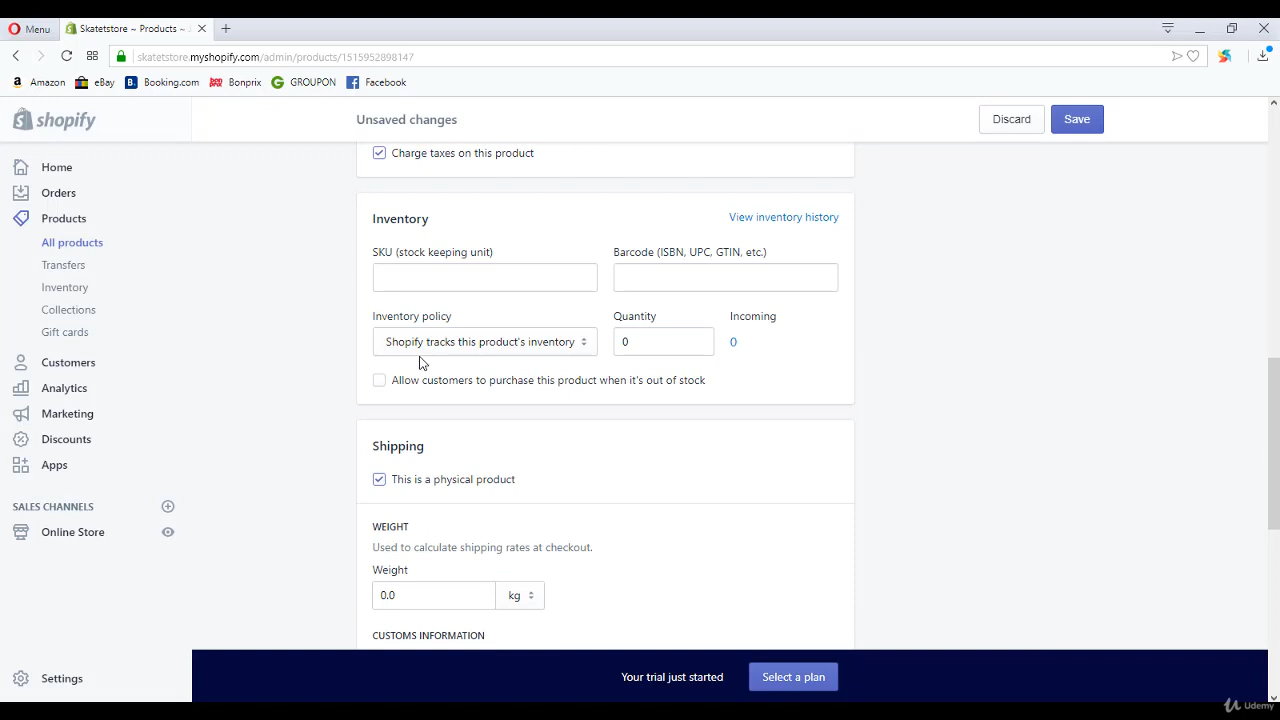 Menu
Skatetstore ~ Products ~
skatetstore.myshopify.com/admin/products/1515952898147
Amazon
eBay
Booking.com
Bonprix
GROUPON
Facebook
shopify
Unsaved changes
Discard
Save
Home
Orders
Products
All products
Transfers
Inventory
Collections
Gift cards
Customers
Analytics
Marketing
Discounts
Apps
SALES CHANNELS
Online Store
Settings
Charge taxes on this product
Inventory
View inventory history
SKU (stock keeping unit)
Barcode (ISBN, UPC, GTIN, etc.)
Inventory policy
Quantity
Incoming
Shopify tracks this product's inventory
0
0
Allow customers to purchase this product when it's out of stock
Shipping
This is a physical product
WEIGHT
Used to calculate shipping rates at checkout.
Weight
0.0
kg
CUSTOMS INFORMATION
Your trial just started
Select a plan
Udemy